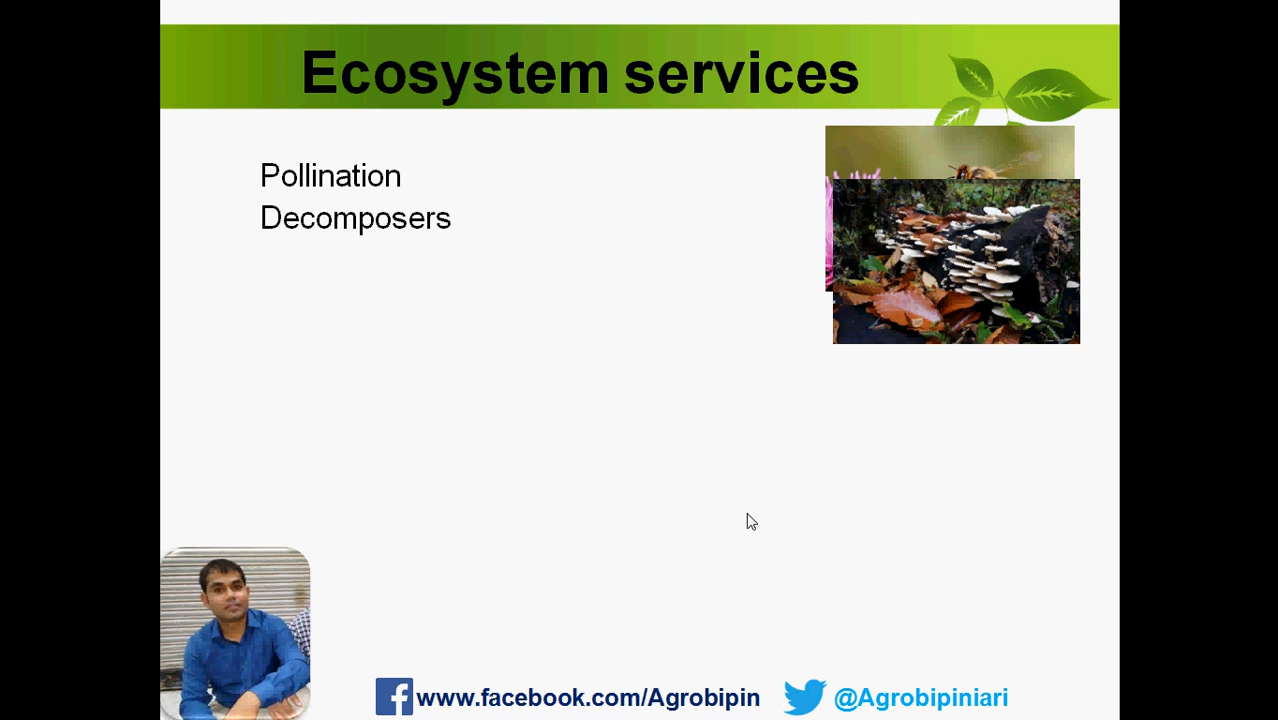 Ecosystem services
Pollination
Decomposers
www.facebook.com/Agrobipin
@Agrobipiniari